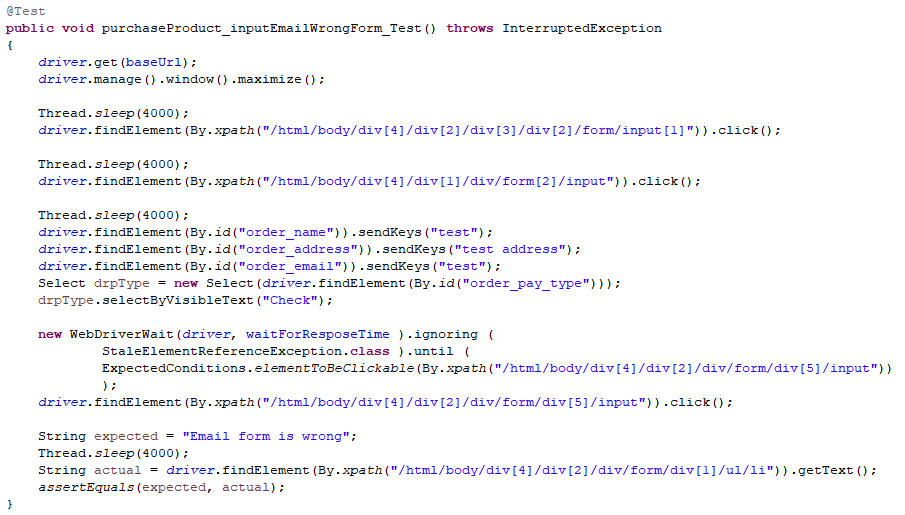 @Test
public void purchaseProduct_inputEmailWrongForm_Test() throws InterruptedException
{
    driver.get(baseUrl);
    driver.manage().window().maximize();

    Thread.sleep(4000);
    driver.findElement(By.xpath("/html/body/div[4]/div[2]/div[3]/div[2]/form/input[1]")).click();

    Thread.sleep(4000);
    driver.findElement(By.xpath("/html/body/div[4]/div[1]/div/form[2]/input")).click();

    Thread.sleep(4000);
    driver.findElement(By.id("order_name")).sendKeys("test");
    driver.findElement(By.id("order_address")).sendKeys("test address");
    driver.findElement(By.id("order_email")).sendKeys("test");
    Select drpType = new Select(driver.findElement(By.id("order_pay_type")));
    drpType.selectByVisibleText("Check");

    new WebDriverWait(driver, waitForResposeTime ).ignoring (
            StaleElementReferenceException.class ).until (
            ExpectedConditions.elementToBeClickable(By.xpath("/html/body/div[4]/div[2]/div/form/div[5]/input"))
            );
    driver.findElement(By.xpath("/html/body/div[4]/div[2]/div/form/div[5]/input")).click();

    String expected = "Email form is wrong";
    Thread.sleep(4000);
    String actual = driver.findElement(By.xpath("/html/body/div[4]/div[2]/div/form/div[1]/ul/li")).getText();
    assertEquals(expected, actual);
}